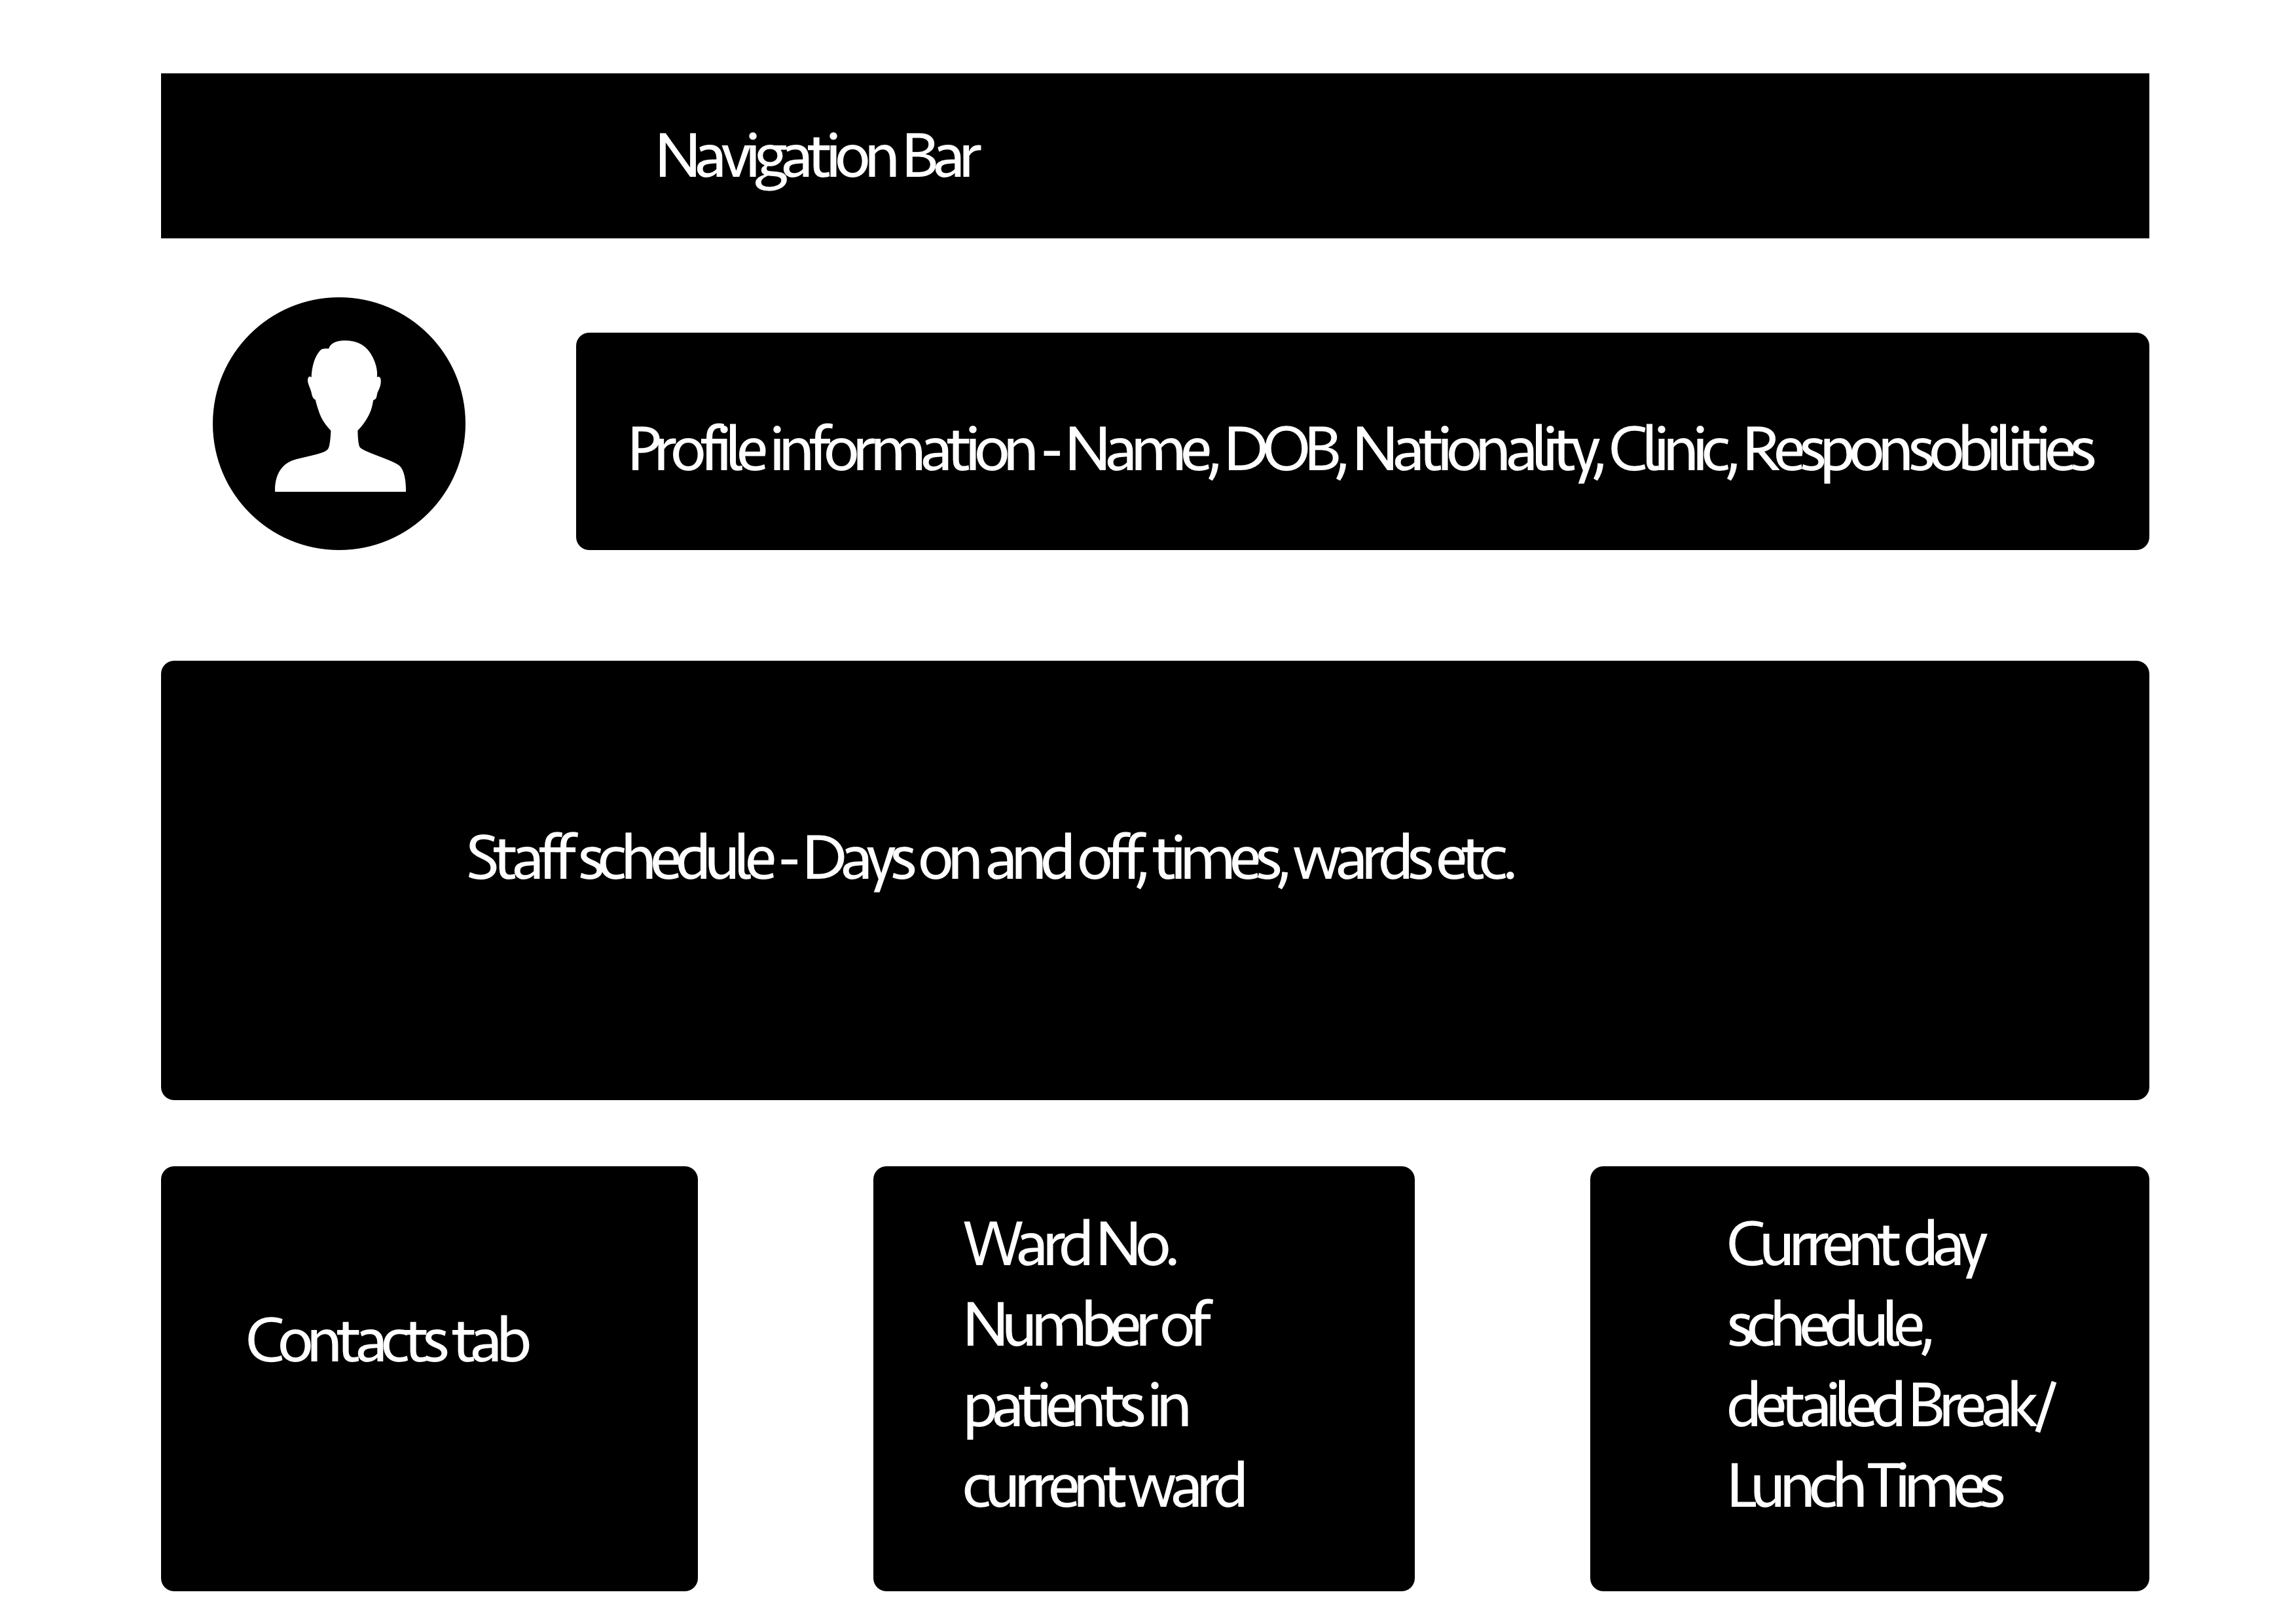 Navigation Bar
Profile information - Name, DOB, Nationality, Clinic, Responsobilities
Staff schedule - Days on and off, times, wards etc.
Contacts tab
Ward No.
Number of
patients in
current ward
Current day
schedule,
detailed Break/
Lunch Times